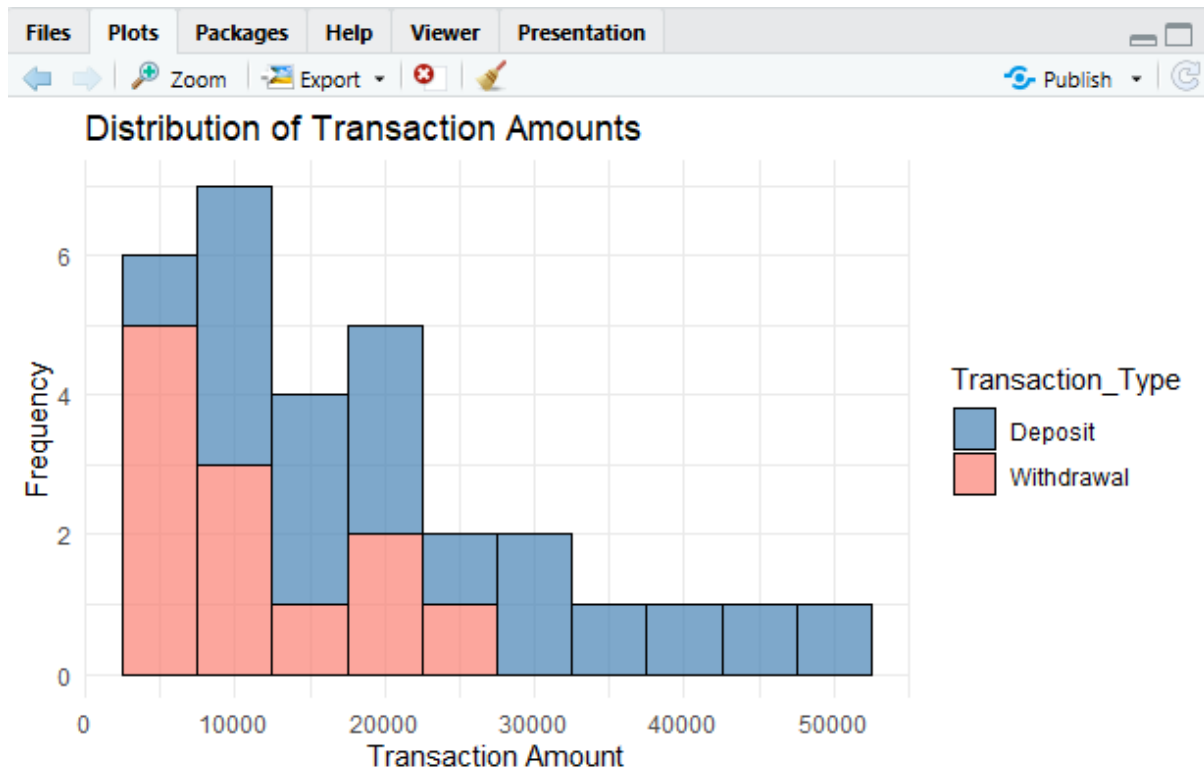 Files Plots Packages Help Viewer Presentation
Zoom Export Publish
Distribution of Transaction Amounts
Frequency
6
4
2
0
0 10000 20000 30000 40000 50000
Transaction Amount
Transaction_Type
Deposit
Withdrawal